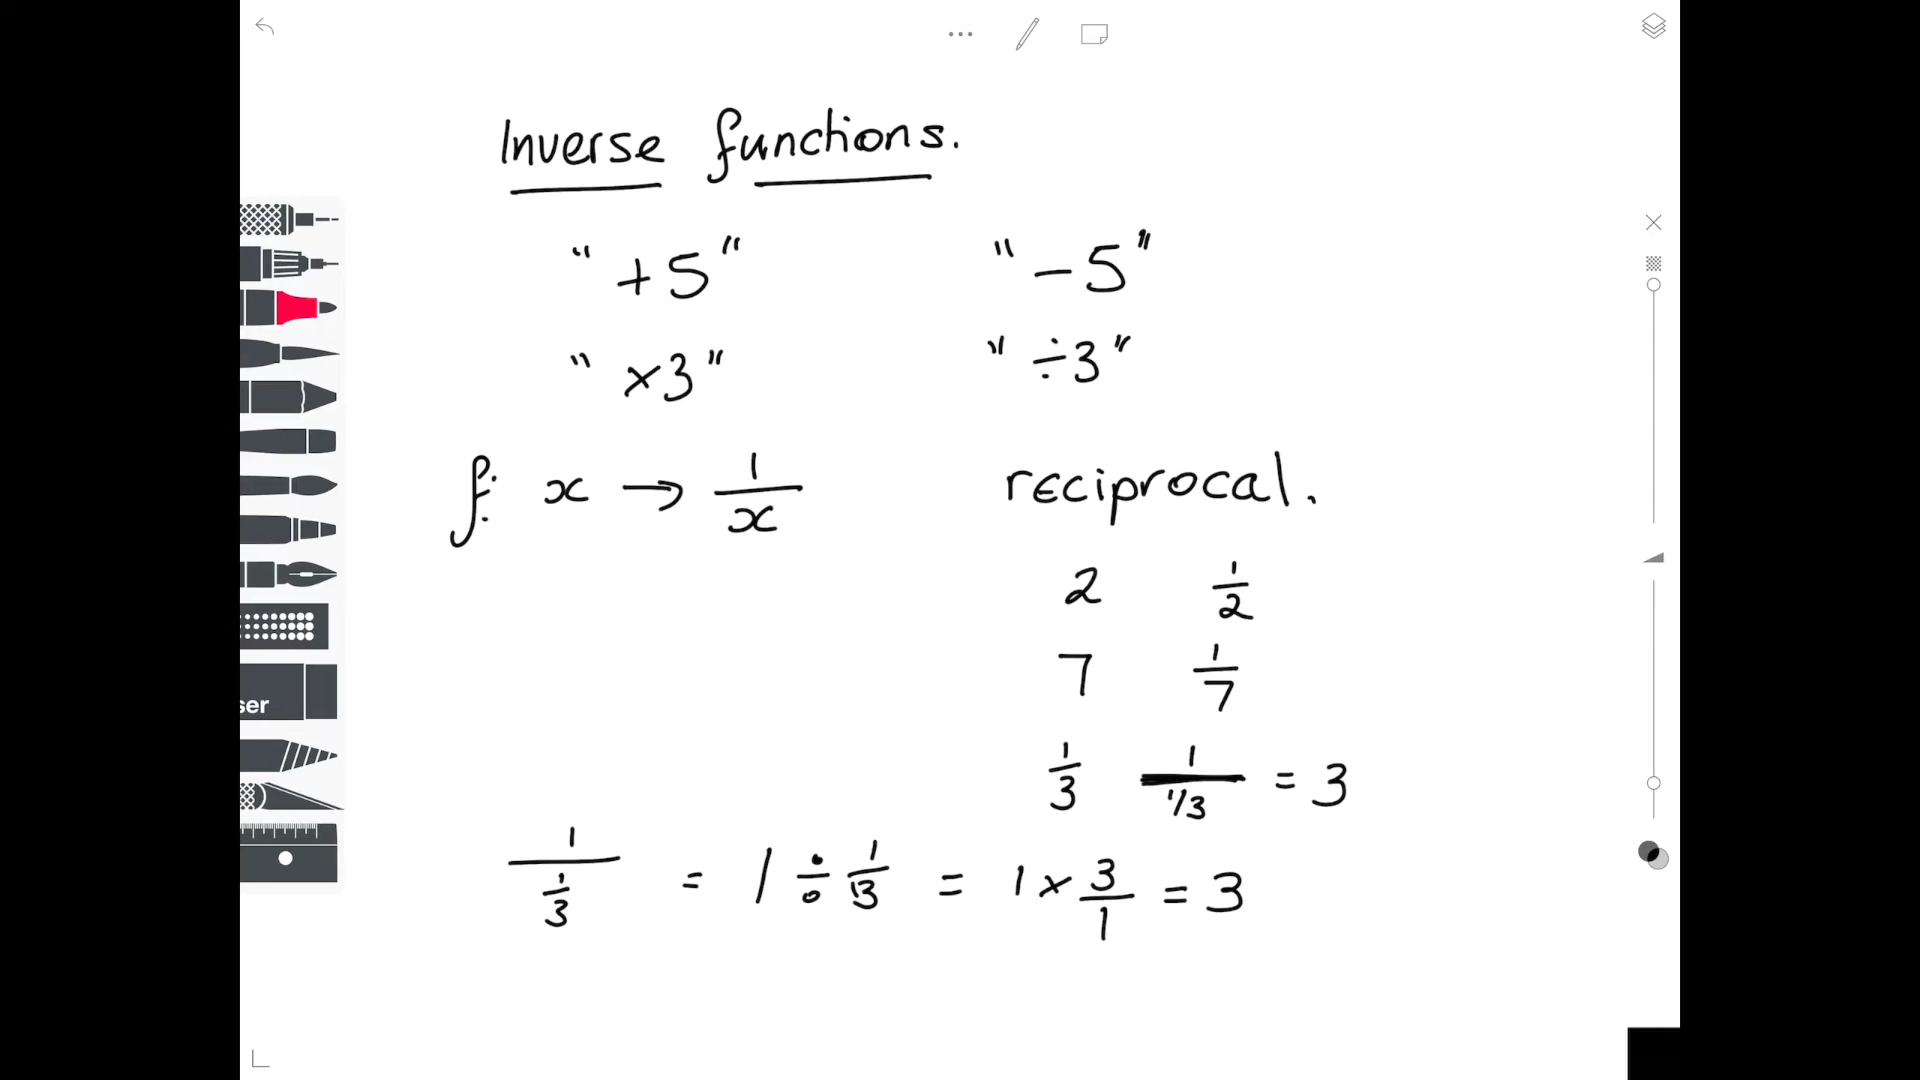 Inverse functions.
" +5 " " -5 "
" ×3 " " ÷3 "
f: x → 1/x reciprocal.
2 1/2
7 1/7
1/3 1/(1/3) = 3
1/(1/3) = 1 ÷ 1/3 = 1 × 3/1 = 3
ser